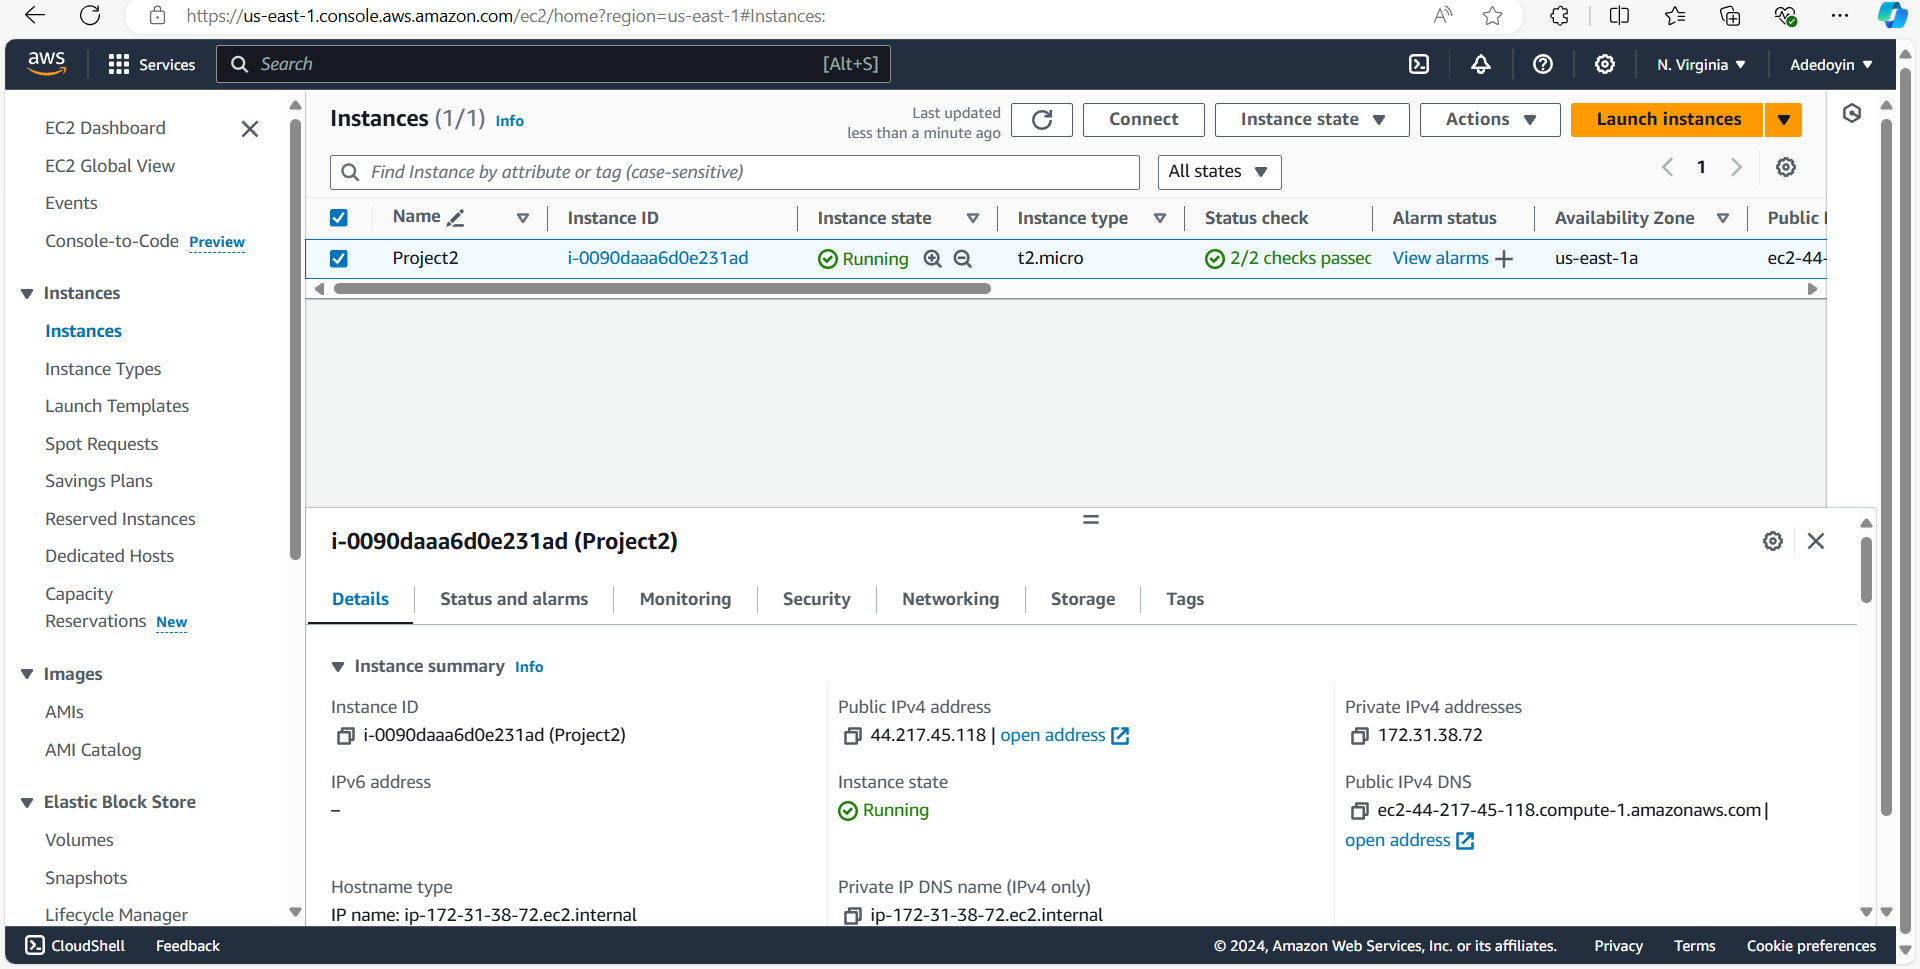 https://us-east-1.console.aws.amazon.com/ec2/home?region=us-east-1#Instances:
aws
Services
Search
[Alt+S]
N. Virginia
Adedoyin
EC2 Dashboard
EC2 Global View
Events
Console-to-Code Preview
Instances
Instances
Instance Types
Launch Templates
Spot Requests
Savings Plans
Reserved Instances
Dedicated Hosts
Capacity
Reservations New
Images
AMIs
AMI Catalog
Elastic Block Store
Volumes
Snapshots
Lifecycle Manager
Instances (1/1) Info
Last updated
less than a minute ago
Connect
Instance state
Actions
Launch instances
Find Instance by attribute or tag (case-sensitive)
All states
1
Name Instance ID Instance state Instance type Status check Alarm status Availability Zone Public
Project2 i-0090daaa6d0e231ad Running t2.micro 2/2 checks passed View alarms us-east-1a ec2-44-
i-0090daaa6d0e231ad (Project2)
Details Status and alarms Monitoring Security Networking Storage Tags
Instance summary Info
Instance ID
i-0090daaa6d0e231ad (Project2)
Public IPv4 address
44.217.45.118 | open address
Private IPv4 addresses
172.31.38.72
IPv6 address
–
Instance state
Running
Public IPv4 DNS
ec2-44-217-45-118.compute-1.amazonaws.com |
open address
Hostname type
IP name: ip-172-31-38-72.ec2.internal
Private IP DNS name (IPv4 only)
ip-172-31-38-72.ec2.internal
CloudShell Feedback
© 2024, Amazon Web Services, Inc. or its affiliates. Privacy Terms Cookie preferences